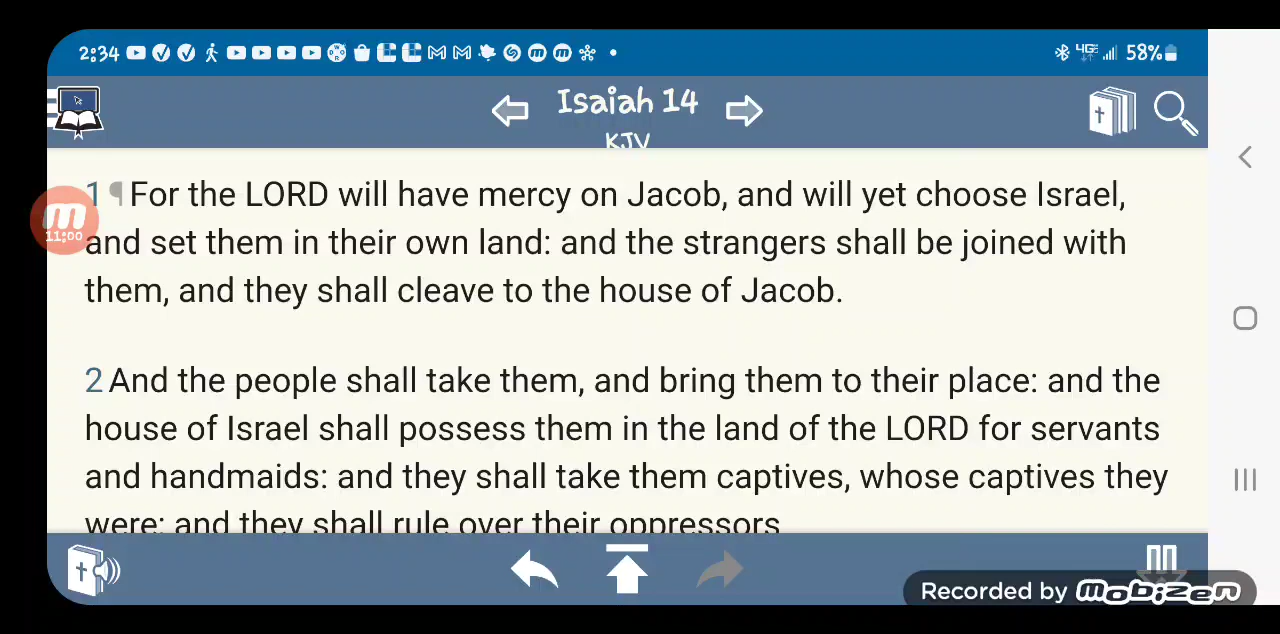 2:34 4GE 58%
Isaiah 14
KJV
1 ¶ For the LORD will have mercy on Jacob, and will yet choose Israel,
and set them in their own land: and the strangers shall be joined with
them, and they shall cleave to the house of Jacob.
2 And the people shall take them, and bring them to their place: and the
house of Israel shall possess them in the land of the LORD for servants
and handmaids: and they shall take them captives, whose captives they
were; and they shall rule over their oppressors.
11:00
Recorded by mobizen